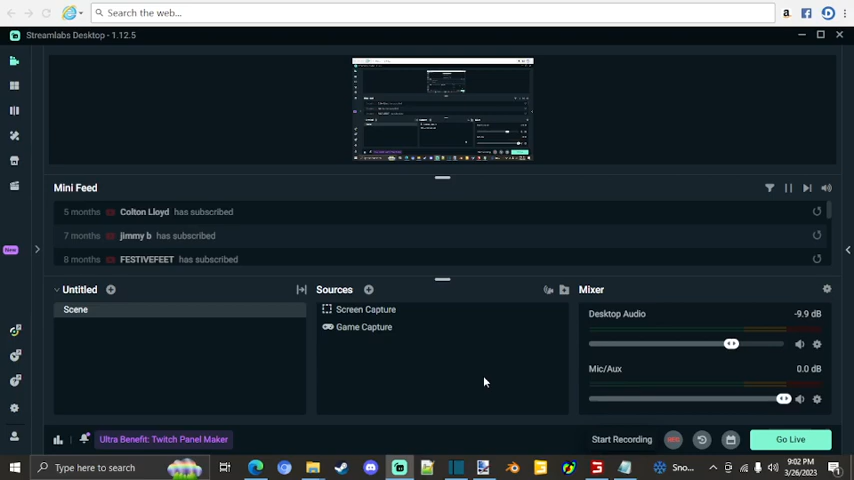 Search the web...
Streamlabs Desktop - 1.12.5
Mini Feed
5 months Colton Lloyd has subscribed
7 months jimmy b has subscribed
8 months FESTIVEFEET has subscribed
New
Untitled
Sources
Mixer
Scene
Screen Capture
Game Capture
Desktop Audio -9.9 dB
Mic/Aux 0.0 dB
Ultra Benefit: Twitch Panel Maker
Start Recording
REC
Go Live
Type here to search
Sno...
9:02 PM
3/26/2023